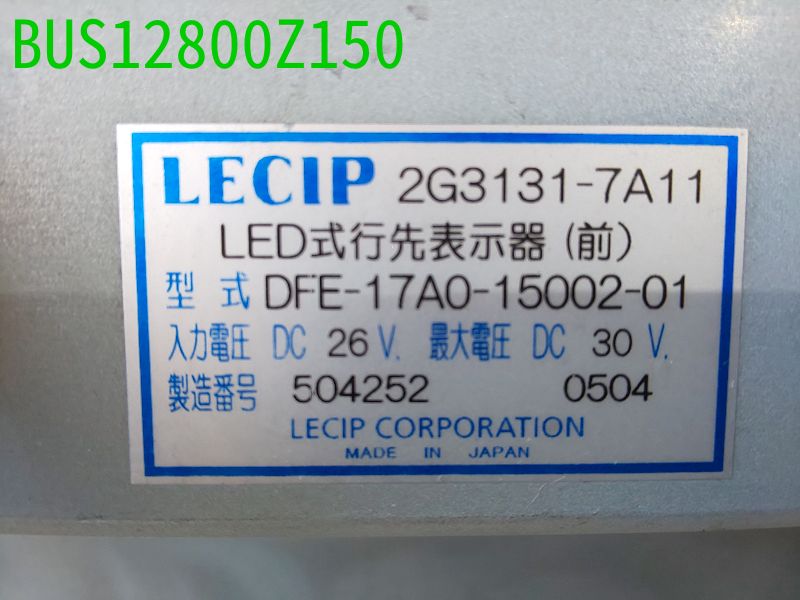 BUS12800Z150
LECIP 2G3131-7A11
LED式行先表示器(前)
型式 DFE-17A0-15002-01
入力電圧 DC 26 V. 最大電圧 DC 30 V.
製造番号 504252 0504
LECIP CORPORATION
MADE IN JAPAN